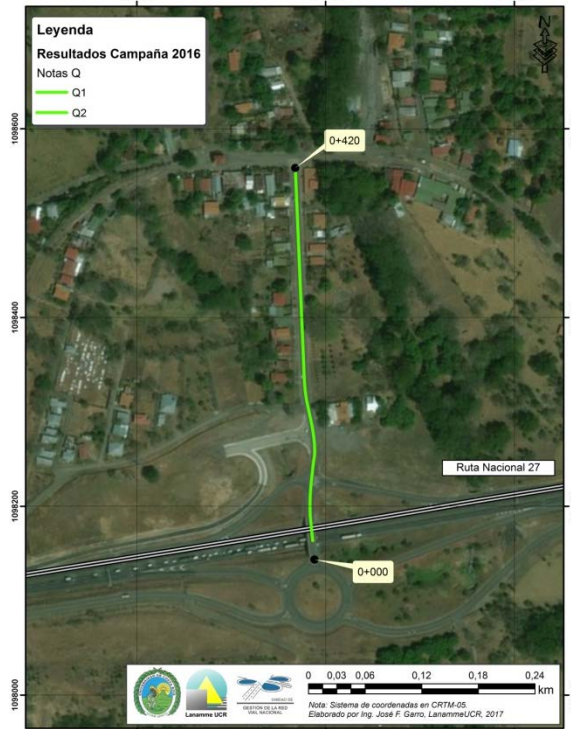 Leyenda
Resultados Campaña 2016
Notas Q
Q1
Q2
N
1098600
0+420
1098400
Ruta Nacional 27
1098200
0+000
1098000
Lanamme UCR
UNIDAD DE
GESTIÓN DE LA RED
VIAL NACIONAL
0 0,03 0,06 0,12 0,18 0,24
km
Nota: Sistema de coordenadas en CRTM-05.
Elaborado por Ing. José F. Garro, LanammeUCR, 2017